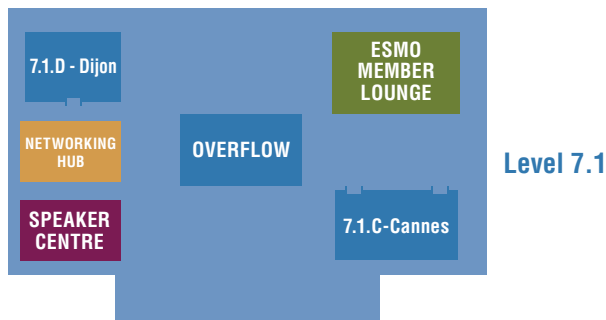 7.1.D - Dijon
ESMO
MEMBER
LOUNGE
NETWORKING
HUB
OVERFLOW
Level 7.1
SPEAKER
CENTRE
7.1.C-Cannes